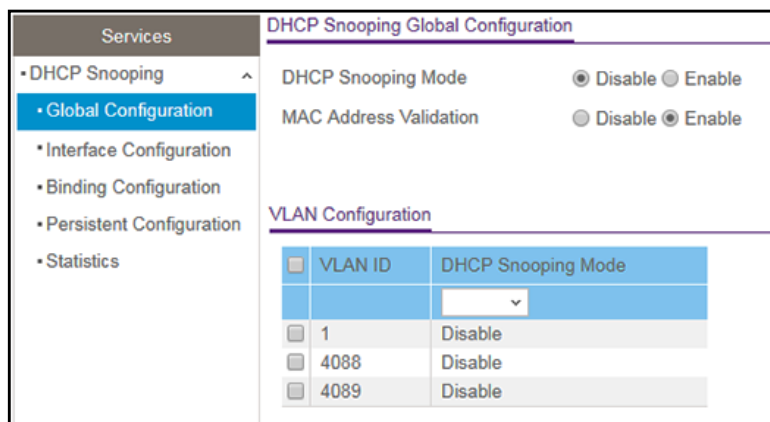 Services
DHCP Snooping
Global Configuration
Interface Configuration
Binding Configuration
Persistent Configuration
Statistics
DHCP Snooping Global Configuration
DHCP Snooping Mode Disable Enable
MAC Address Validation Disable Enable
VLAN Configuration
VLAN ID DHCP Snooping Mode
1 Disable
4088 Disable
4089 Disable